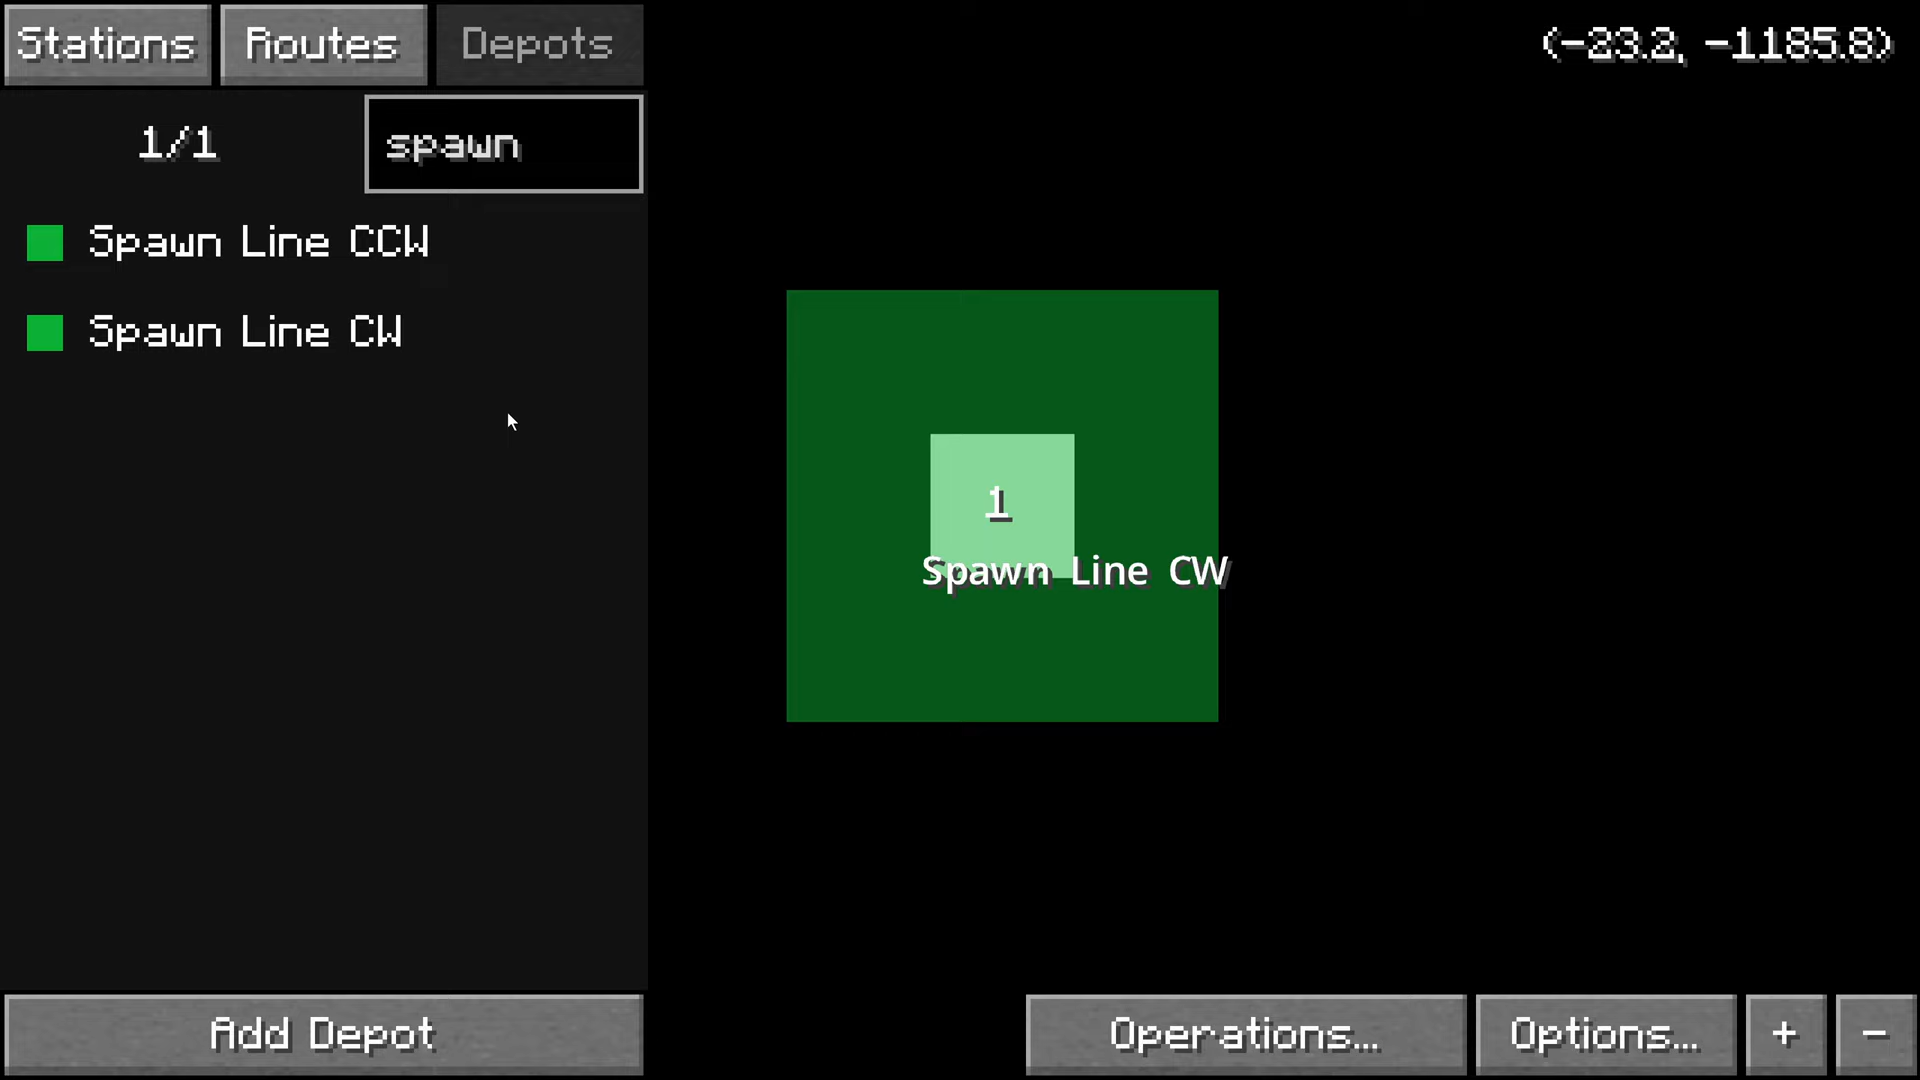 Stations Routes Depots
(-23.2, -1185.8)
1/1
spawn
Spawn Line CCW
Spawn Line CW
1
Spawn Line CW
Add Depot
Operations...
Options...
+
-